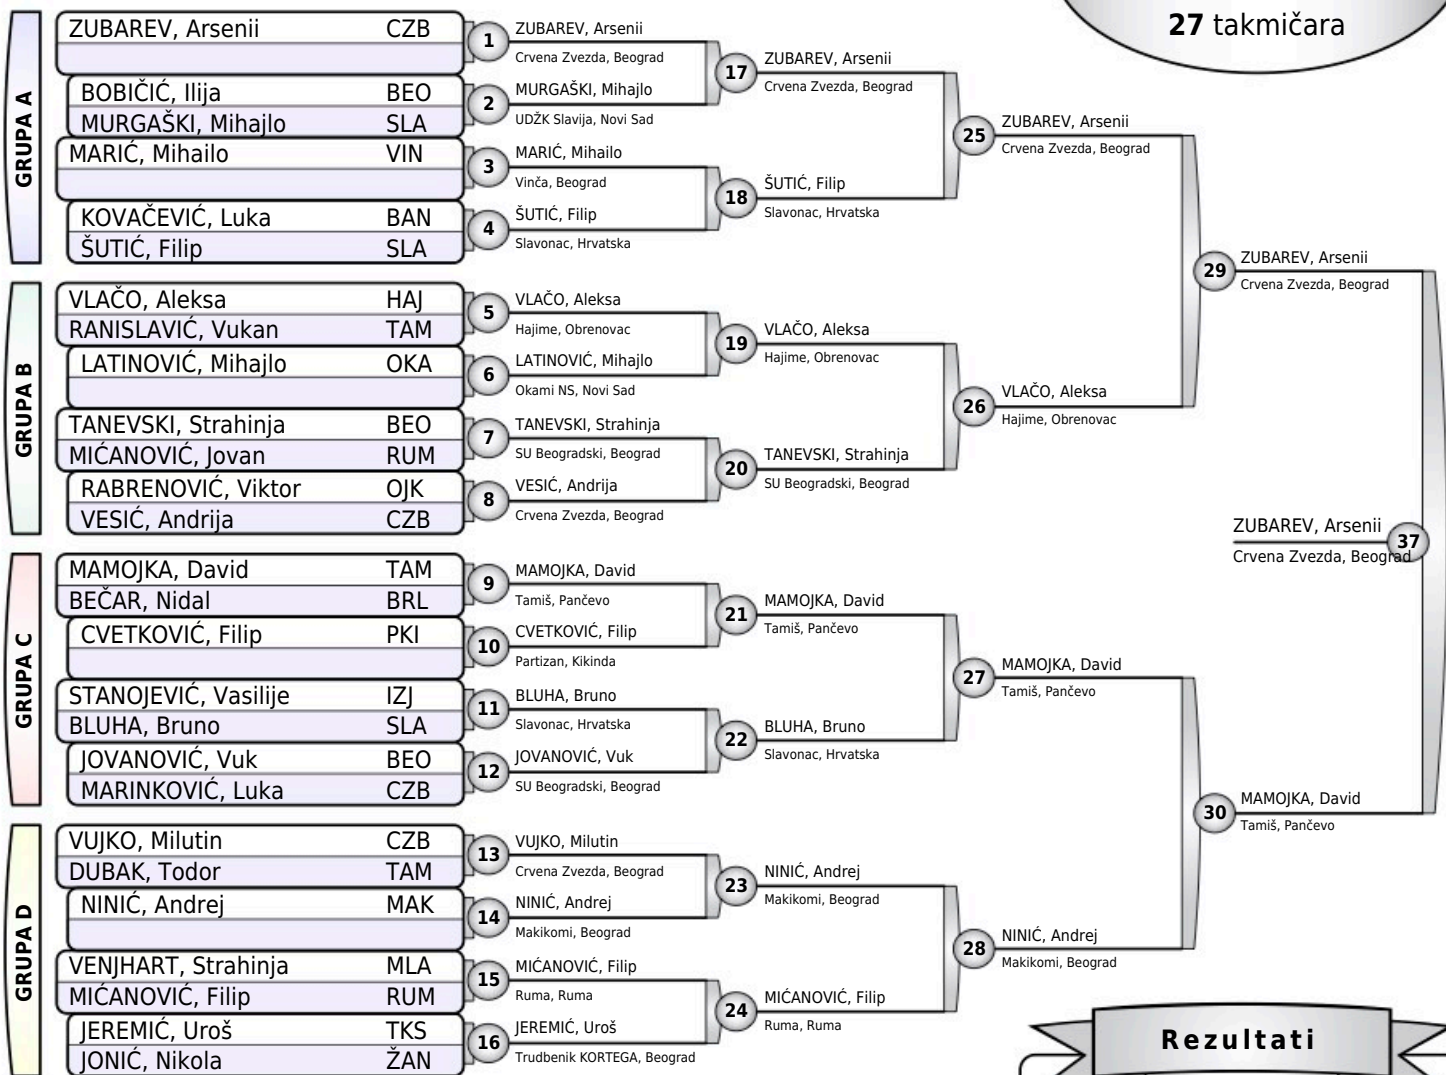 27 takmičara
GRUPA A
ZUBAREV, Arsenii CZB
BOBIČIĆ, Ilija BEO
MURGAŠKI, Mihajlo SLA
MARIĆ, Mihailo VIN
KOVAČEVIĆ, Luka BAN
ŠUTIĆ, Filip SLA
GRUPA B
VLAČO, Aleksa HAJ
RANISLAVIĆ, Vukan TAM
LATINOVIĆ, Mihajlo OKA
TANEVSKI, Strahinja BEO
MIĆANOVIĆ, Jovan RUM
RABRENOVIĆ, Viktor OJK
VESIĆ, Andrija CZB
GRUPA C
MAMOJKA, David TAM
BEČAR, Nidal BRL
CVETKOVIĆ, Filip PKI
STANOJEVIĆ, Vasilije IZJ
BLUHA, Bruno SLA
JOVANOVIĆ, Vuk BEO
MARINKOVIĆ, Luka CZB
GRUPA D
VUJKO, Milutin CZB
DUBAK, Todor TAM
NINIĆ, Andrej MAK
VENJHART, Strahinja MLA
MIĆANOVIĆ, Filip RUM
JEREMIĆ, Uroš TKS
JONIĆ, Nikola ŽAN
1 ZUBAREV, Arsenii
Crvena Zvezda, Beograd
2 MURGAŠKI, Mihajlo
UDŽK Slavija, Novi Sad
3 MARIĆ, Mihailo
Vinča, Beograd
4 ŠUTIĆ, Filip
Slavonac, Hrvatska
5 VLAČO, Aleksa
Hajime, Obrenovac
6 LATINOVIĆ, Mihajlo
Okami NS, Novi Sad
7 TANEVSKI, Strahinja
SU Beogradski, Beograd
8 VESIĆ, Andrija
Crvena Zvezda, Beograd
9 MAMOJKA, David
Tamiš, Pančevo
10 CVETKOVIĆ, Filip
Partizan, Kikinda
11 BLUHA, Bruno
Slavonac, Hrvatska
12 JOVANOVIĆ, Vuk
SU Beogradski, Beograd
13 VUJKO, Milutin
Crvena Zvezda, Beograd
14 NINIĆ, Andrej
Makikomi, Beograd
15 MIĆANOVIĆ, Filip
Ruma, Ruma
16 JEREMIĆ, Uroš
Trudbenik KORTEGA, Beograd
17 ZUBAREV, Arsenii
Crvena Zvezda, Beograd
18 ŠUTIĆ, Filip
Slavonac, Hrvatska
19 VLAČO, Aleksa
Hajime, Obrenovac
20 TANEVSKI, Strahinja
SU Beogradski, Beograd
21 MAMOJKA, David
Tamiš, Pančevo
22 BLUHA, Bruno
Slavonac, Hrvatska
23 NINIĆ, Andrej
Makikomi, Beograd
24 MIĆANOVIĆ, Filip
Ruma, Ruma
25 ZUBAREV, Arsenii
Crvena Zvezda, Beograd
26 VLAČO, Aleksa
Hajime, Obrenovac
27 MAMOJKA, David
Tamiš, Pančevo
28 NINIĆ, Andrej
Makikomi, Beograd
29 ZUBAREV, Arsenii
Crvena Zvezda, Beograd
30 MAMOJKA, David
Tamiš, Pančevo
ZUBAREV, Arsenii 37
Crvena Zvezda, Beograd
Rezultati